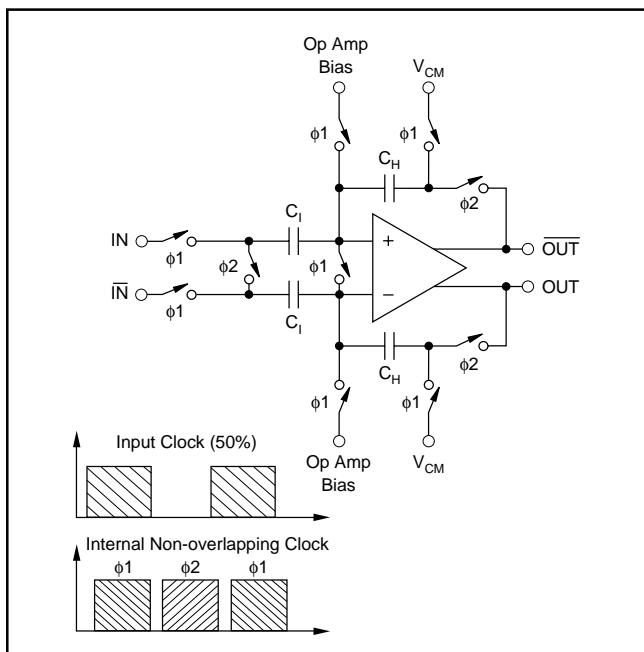 Op Amp
Bias
V_CM
φ1
φ1
C_H
φ2
IN
φ1
C_I
φ2
φ1
+
OUT̅
IN̅
φ1
C_I
−
OUT
C_H
φ2
φ1
φ1
Op Amp
Bias
V_CM
Input Clock (50%)
Internal Non-overlapping Clock
φ1
φ2
φ1